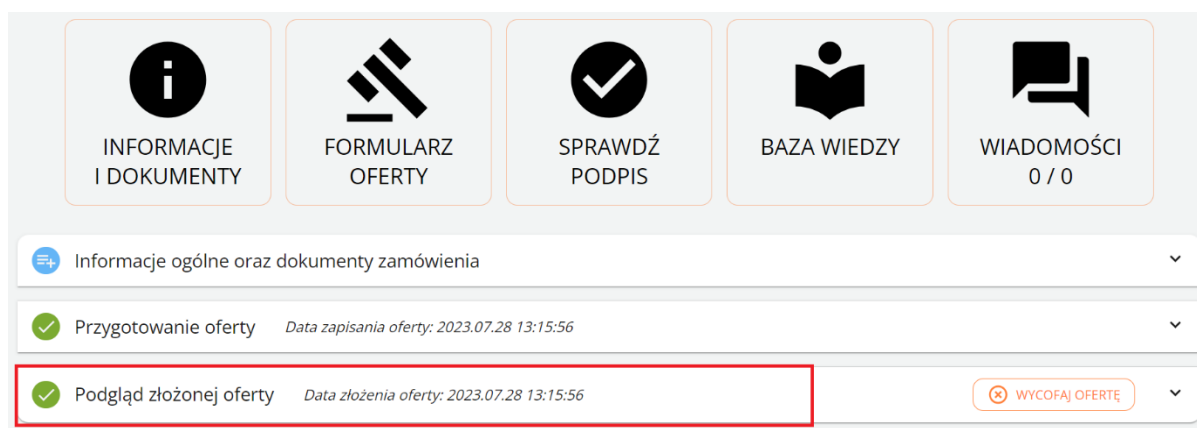 INFORMACJE
I DOKUMENTY
FORMULARZ
OFERTY
SPRAWDŹ
PODPIS
BAZA WIEDZY
WIADOMOŚCI
0 / 0
Informacje ogólne oraz dokumenty zamówienia
Przygotowanie oferty Data zapisania oferty: 2023.07.28 13:15:56
Podgląd złożonej oferty Data złożenia oferty: 2023.07.28 13:15:56 WYCOFAJ OFERTĘ